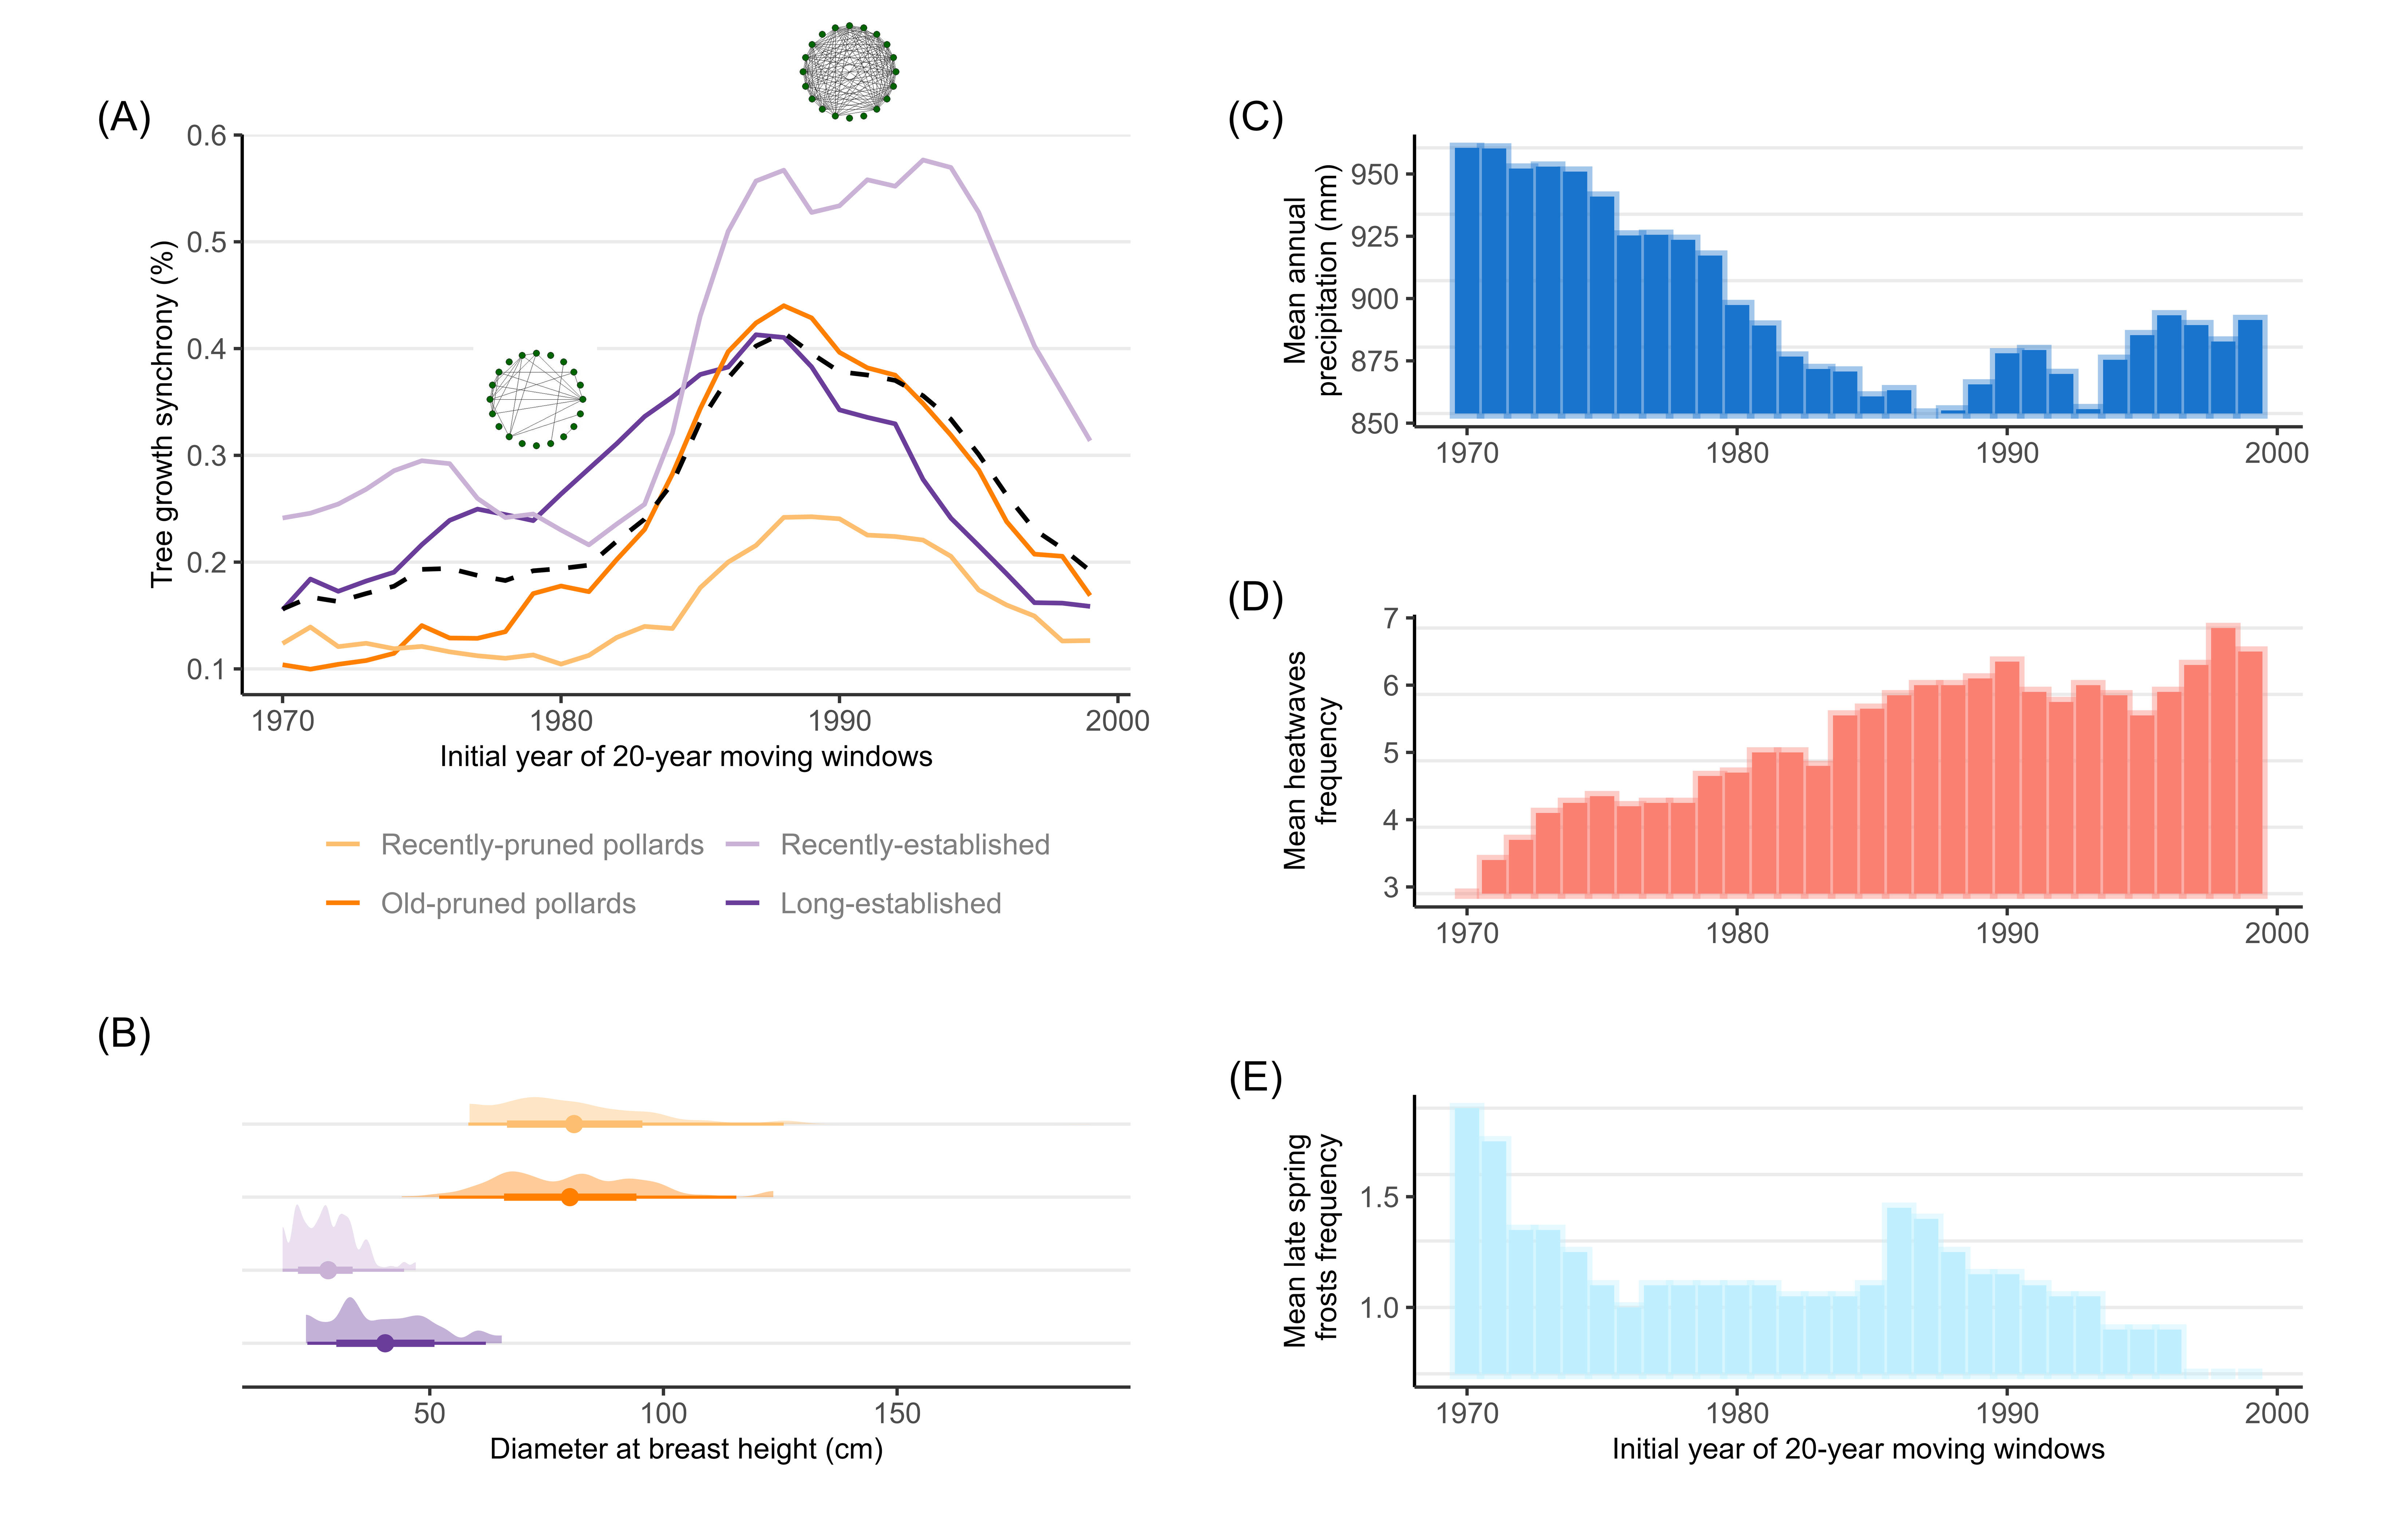 (A)
0.6
0.5
0.4
0.3
0.2
0.1
Tree growth synchrony (%)
1970 1980 1990 2000
Initial year of 20-year moving windows
Recently-pruned pollards Recently-established
Old-pruned pollards Long-established
(B)
50 100 150
Diameter at breast height (cm)
(C)
950
925
900
875
850
Mean annual
precipitation (mm)
1970 1980 1990 2000
(D)
7
6
5
4
3
Mean heatwaves
frequency
1970 1980 1990 2000
(E)
1.5
1.0
Mean late spring
frosts frequency
1970 1980 1990 2000
Initial year of 20-year moving windows